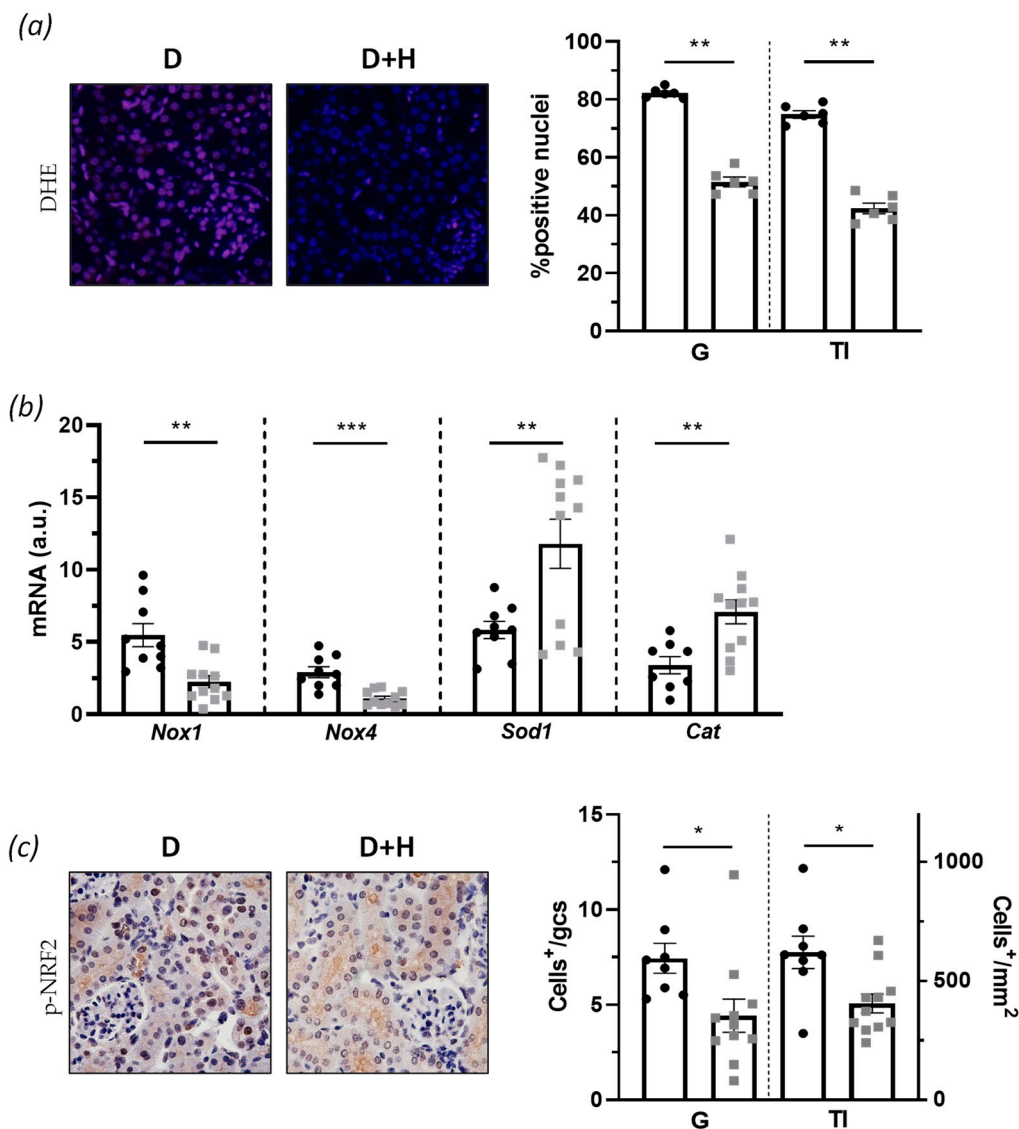 (a)
D
D+H
DHE
%positive nuclei
100
80
60
40
20
0
**
**
G
TI
(b)
mRNA (a.u.)
20
15
10
5
0
**
***
**
**
Nox1
Nox4
Sod1
Cat
(c)
D
D+H
p-NRF2
Cells+/gcs
15
10
5
0
*
*
1000
500
0
Cells+/mm2
G
TI